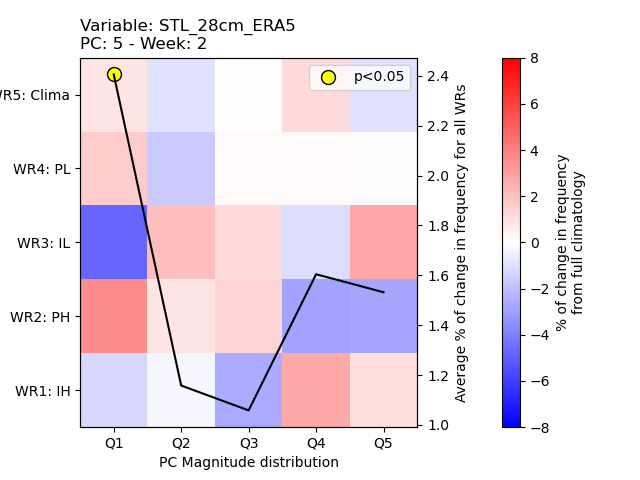 Variable: STL_28cm_ERA5
PC: 5 - Week: 2
p<0.05
WR5: Clima
WR4: PL
WR3: IL
WR2: PH
WR1: IH
Q1 Q2 Q3 Q4 Q5
PC Magnitude distribution
2.4
2.2
2.0
1.8
1.6
1.4
1.2
1.0
Average % of change in frequency for all WRs
8
6
4
2
0
−2
−4
−6
−8
% of change in frequency
from full climatology